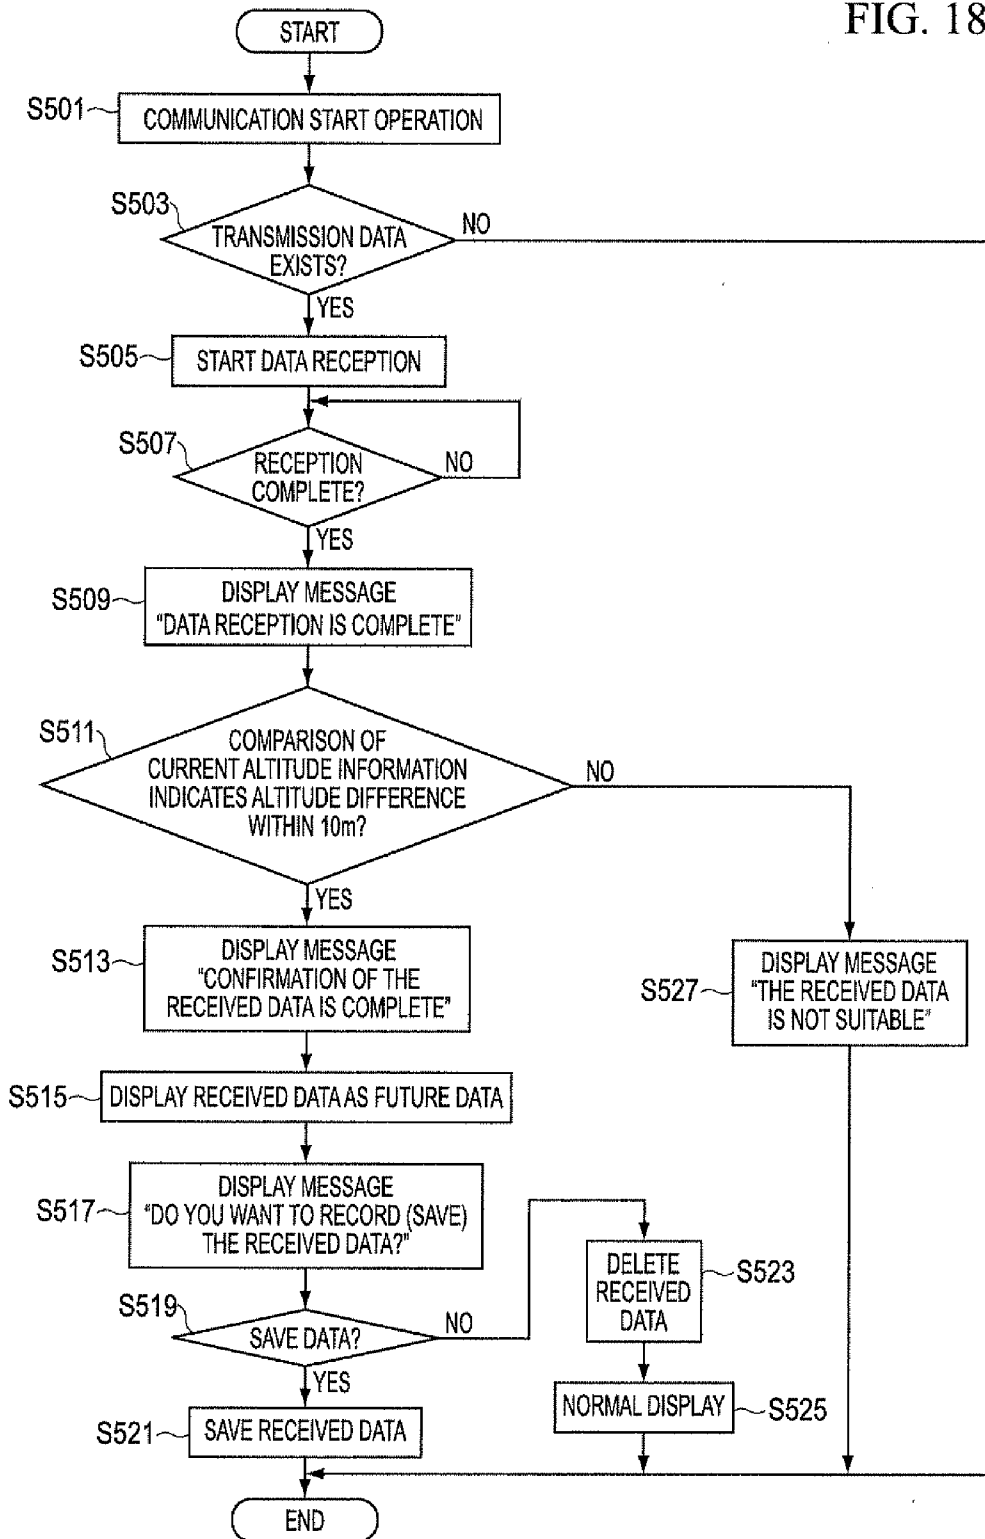 FIG. 18
START
S501
COMMUNICATION START OPERATION
S503
TRANSMISSION DATA
EXISTS?
NO
YES
S505
START DATA RECEPTION
S507
RECEPTION
COMPLETE?
NO
YES
S509
DISPLAY MESSAGE
"DATA RECEPTION IS COMPLETE"
S511
COMPARISON OF
CURRENT ALTITUDE INFORMATION
INDICATES ALTITUDE DIFFERENCE
WITHIN 10m?
NO
YES
S513
DISPLAY MESSAGE
"CONFIRMATION OF THE
RECEIVED DATA IS COMPLETE"
S527
DISPLAY MESSAGE
"THE RECEIVED DATA
IS NOT SUITABLE"
S515
DISPLAY RECEIVED DATA AS FUTURE DATA
S517
DISPLAY MESSAGE
"DO YOU WANT TO RECORD (SAVE)
THE RECEIVED DATA?"
S523
DELETE
RECEIVED
DATA
S519
SAVE DATA?
NO
YES
NORMAL DISPLAY
S525
S521
SAVE RECEIVED DATA
END